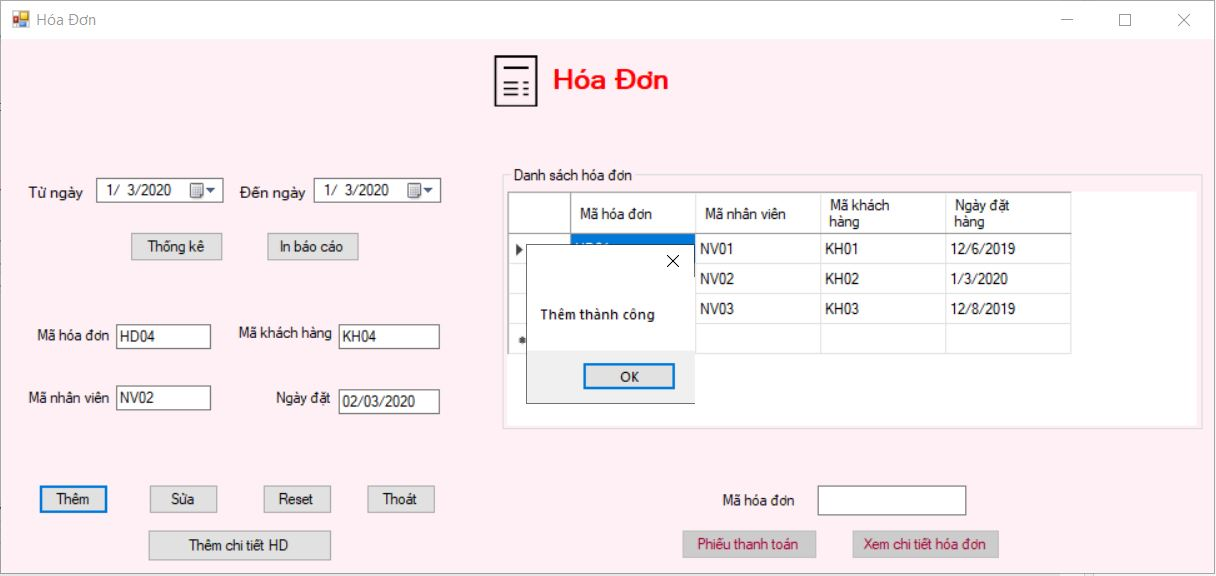 Hóa Đơn
Hóa Đơn
Từ ngày 1/ 3/2020 Đến ngày 1/ 3/2020
Thống kê In báo cáo
Mã hóa đơn HD04 Mã khách hàng KH04
Mã nhân viên NV02 Ngày đặt 02/03/2020
Thêm Sửa Reset Thoát
Thêm chi tiết HD
Danh sách hóa đơn
Mã hóa đơn Mã nhân viên Mã khách hàng Ngày đặt hàng
NV01 KH01 12/6/2019
NV02 KH02 1/3/2020
NV03 KH03 12/8/2019
Thêm thành công
OK
Mã hóa đơn
Phiếu thanh toán Xem chi tiết hóa đơn